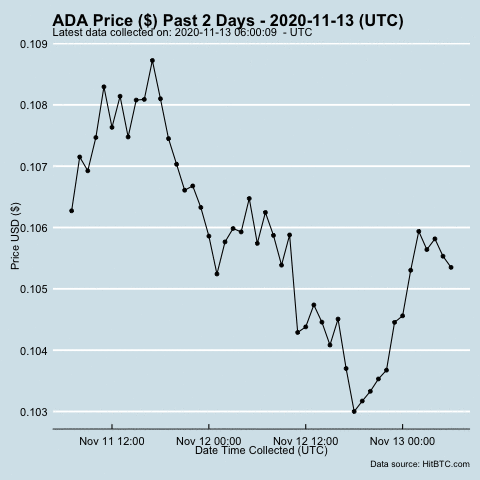 ADA Price ($) Past 2 Days - 2020-11-13 (UTC)
Latest data collected on: 2020-11-13 06:00:09  - UTC
0.109
0.108
0.107
0.106
0.105
0.104
0.103
Price USD ($)
Nov 11 12:00 Nov 12 00:00 Nov 12 12:00 Nov 13 00:00
Date Time Collected (UTC)
Data source: HitBTC.com